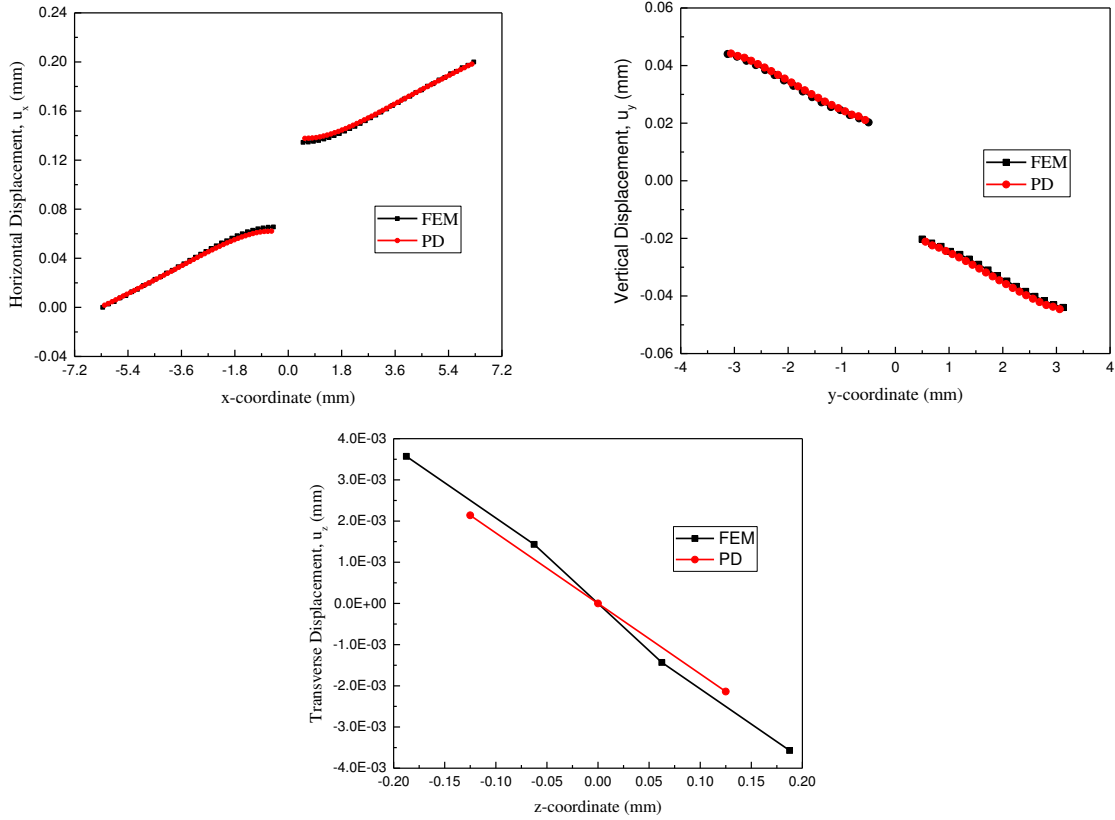 0.24
0.20
0.16
0.12
0.08
0.04
0.00
-0.04
Horizontal Displacement, uₓ (mm)
FEM
PD
-7.2 -5.4 -3.6 -1.8 0.0 1.8 3.6 5.4 7.2
x-coordinate (mm)
0.06
0.04
0.02
0.00
-0.02
-0.04
-0.06
Vertical Displacement, u_y (mm)
FEM
PD
-4 -3 -2 -1 0 1 2 3 4
y-coordinate (mm)
4.0E-03
3.0E-03
2.0E-03
1.0E-03
0.0E+00
-1.0E-03
-2.0E-03
-3.0E-03
-4.0E-03
Transverse Displacement, u_z (mm)
FEM
PD
-0.20 -0.15 -0.10 -0.05 0.00 0.05 0.10 0.15 0.20
z-coordinate (mm)